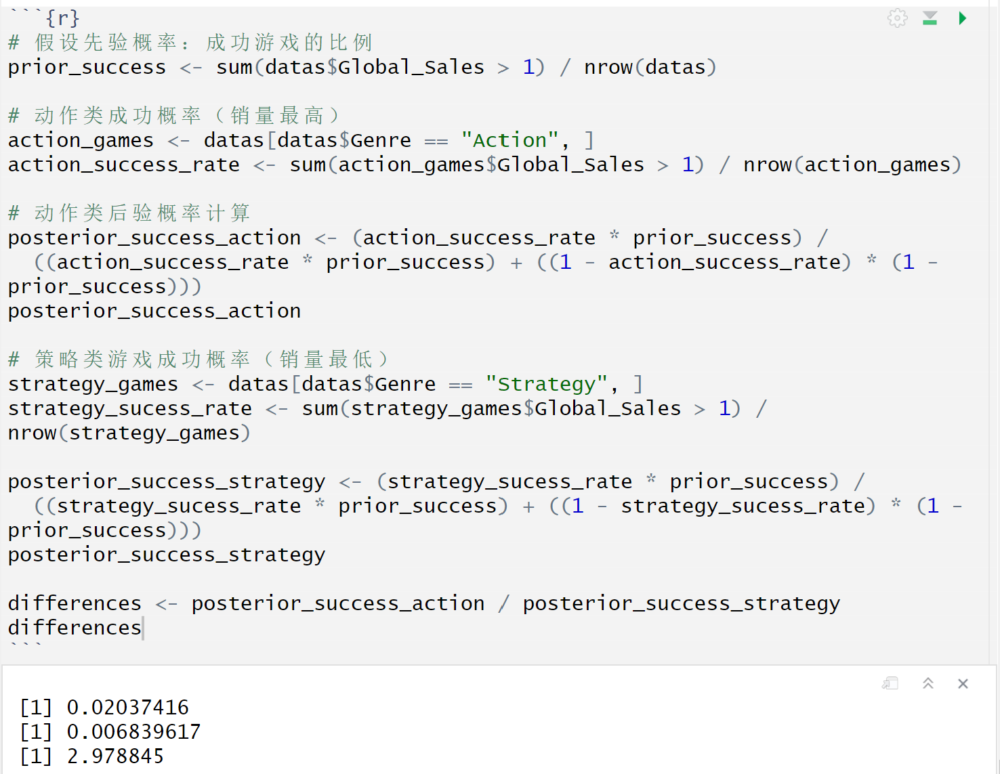 ```{r}
# 假设先验概率：成功游戏的比例
prior_success <- sum(datas$Global_Sales > 1) / nrow(datas)
# 动作类成功概率（销量最高）
action_games <- datas[datas$Genre == "Action", ]
action_success_rate <- sum(action_games$Global_Sales > 1) / nrow(action_games)
# 动作类后验概率计算
posterior_success_action <- (action_success_rate * prior_success) /
  ((action_success_rate * prior_success) + ((1 - action_success_rate) * (1 -
prior_success)))
posterior_success_action
# 策略类游戏成功概率（销量最低）
strategy_games <- datas[datas$Genre == "Strategy", ]
strategy_sucess_rate <- sum(strategy_games$Global_Sales > 1) /
nrow(strategy_games)
posterior_success_strategy <- (strategy_sucess_rate * prior_success) /
  ((strategy_sucess_rate * prior_success) + ((1 - strategy_sucess_rate) * (1 -
prior_success)))
posterior_success_strategy
differences <- posterior_success_action / posterior_success_strategy
differences
```
[1] 0.02037416
[1] 0.006839617
[1] 2.978845